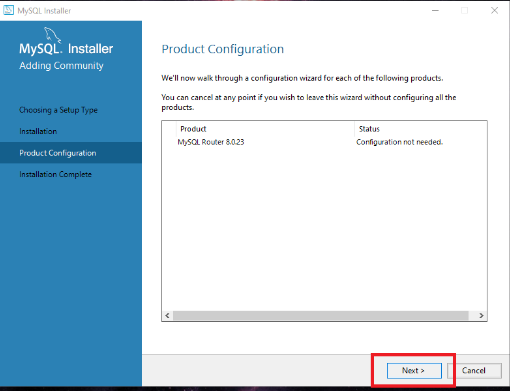 MySQL Installer
MySQL. Installer
Adding Community
Choosing a Setup Type
Installation
Product Configuration
Installation Complete
Product Configuration
We'll now walk through a configuration wizard for each of the following products.
You can cancel at any point if you wish to leave this wizard without configuring all the
products.
Product Status
MySQL Router 8.0.23 Configuration not needed.
Next > Cancel